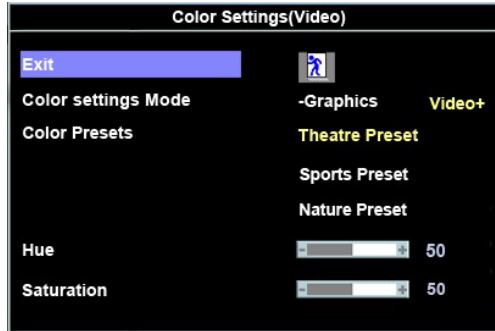 Color Settings(Video)
Exit
Color settings Mode -Graphics Video+
Color Presets Theatre Preset
Sports Preset
Nature Preset
Hue - + 50
Saturation - + 50